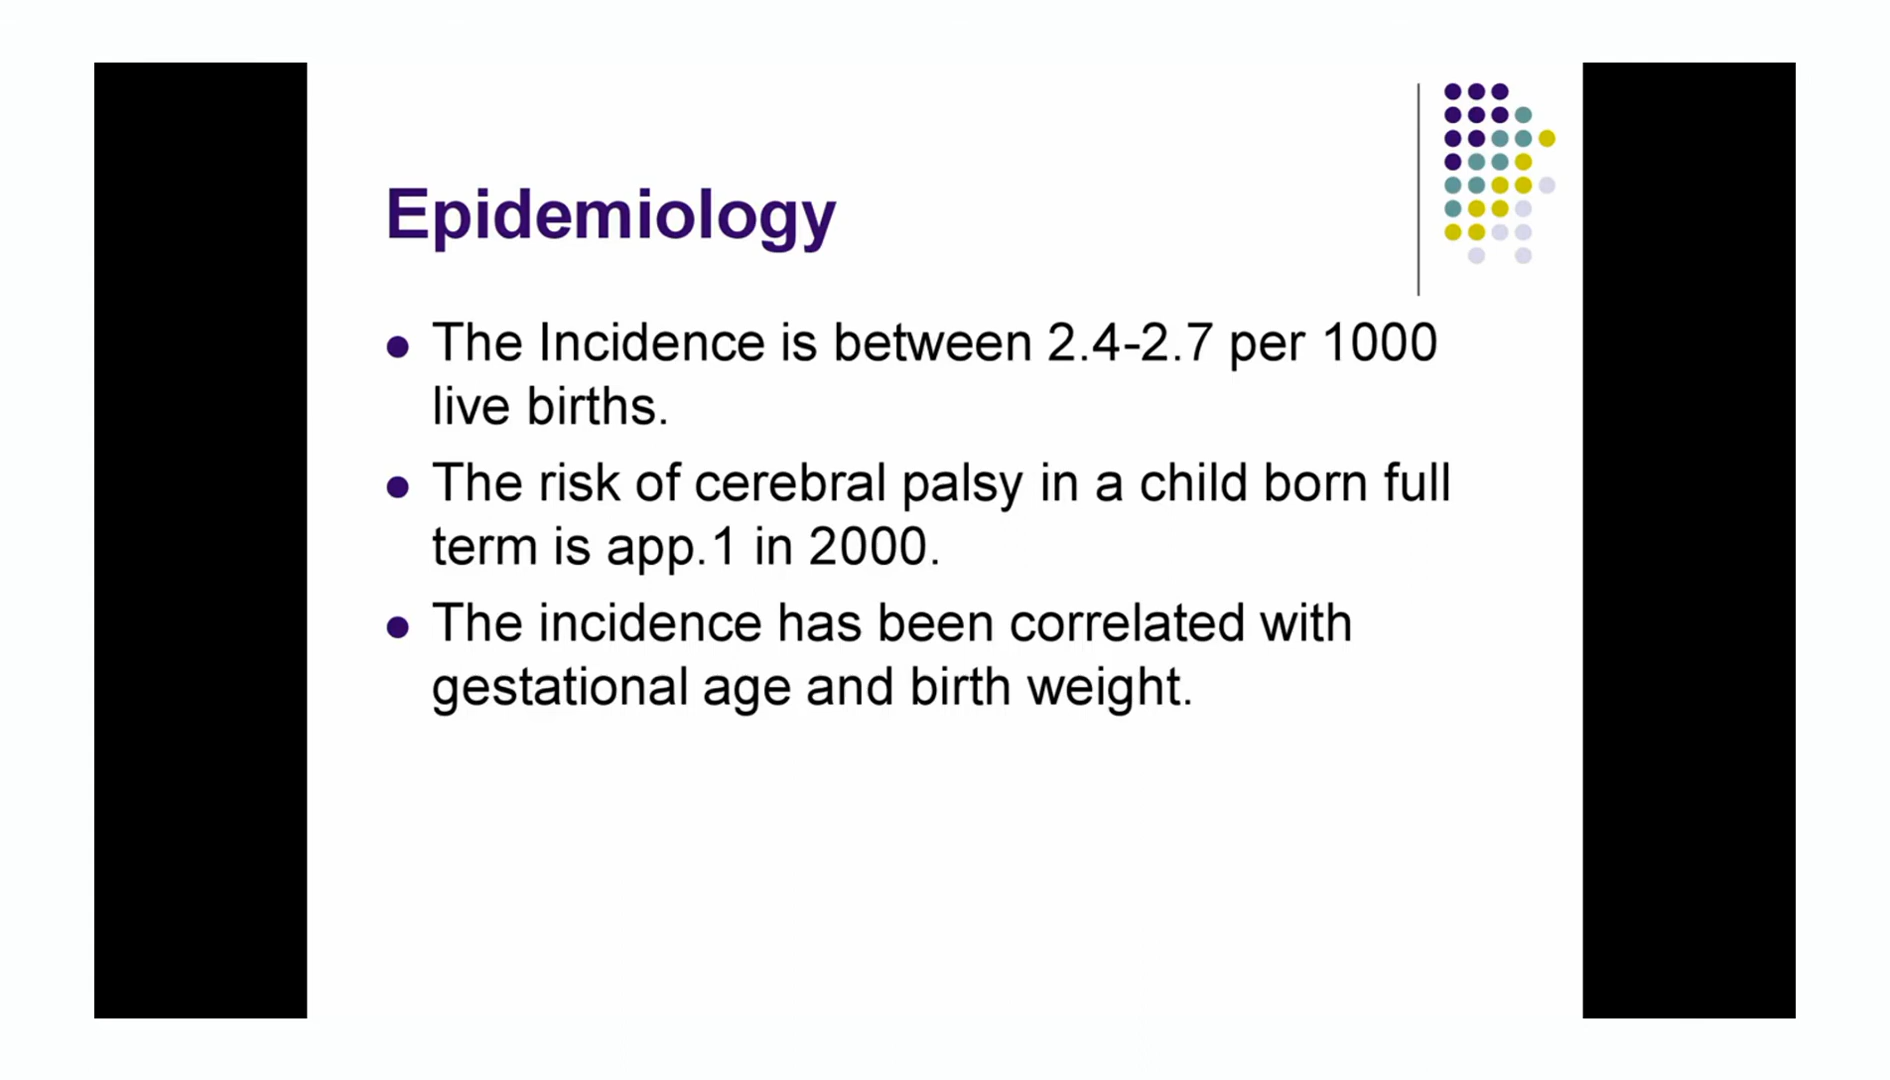 Epidemiology
The Incidence is between 2.4-2.7 per 1000
live births.
The risk of cerebral palsy in a child born full
term is app.1 in 2000.
The incidence has been correlated with
gestational age and birth weight.